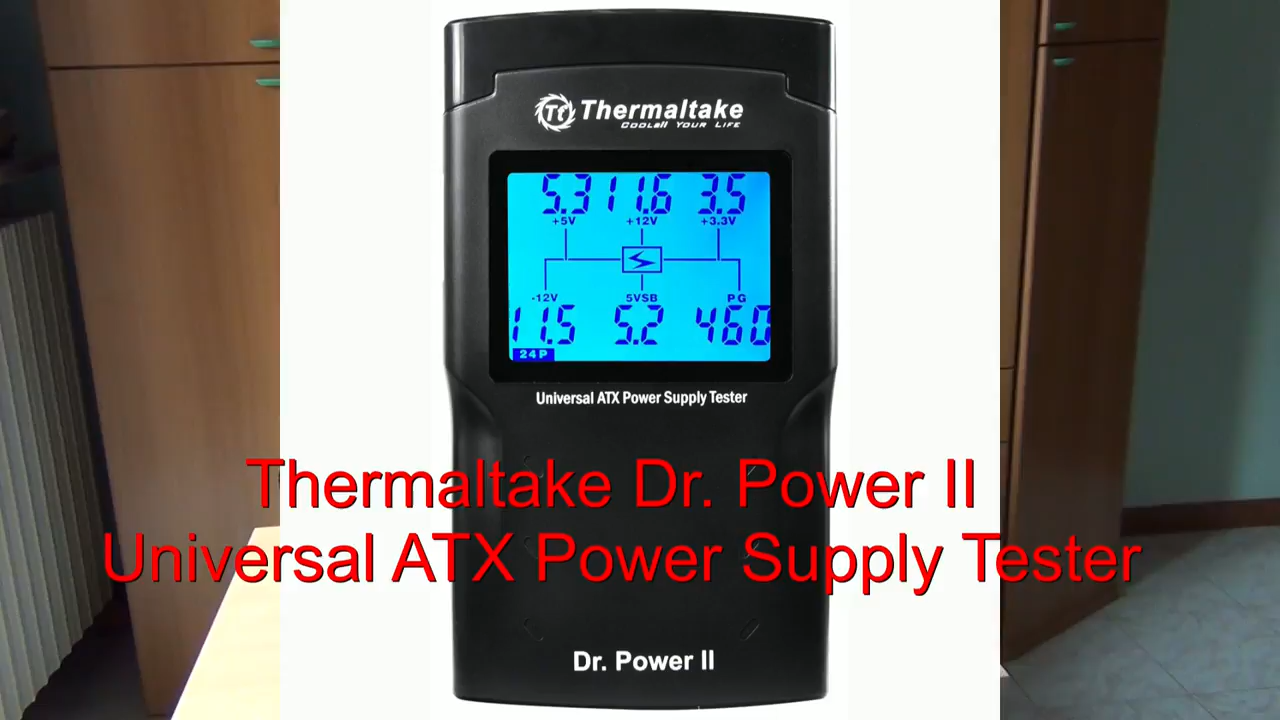 Thermaltake
COOLall YOUR LIFE
5.3 11.6 3.5
+5V +12V +3.3V
-12V 5VSB PG
11.5 5.2 460
24P
Universal ATX Power Supply Tester
Thermaltake Dr. Power II
Universal ATX Power Supply Tester
Dr. Power II